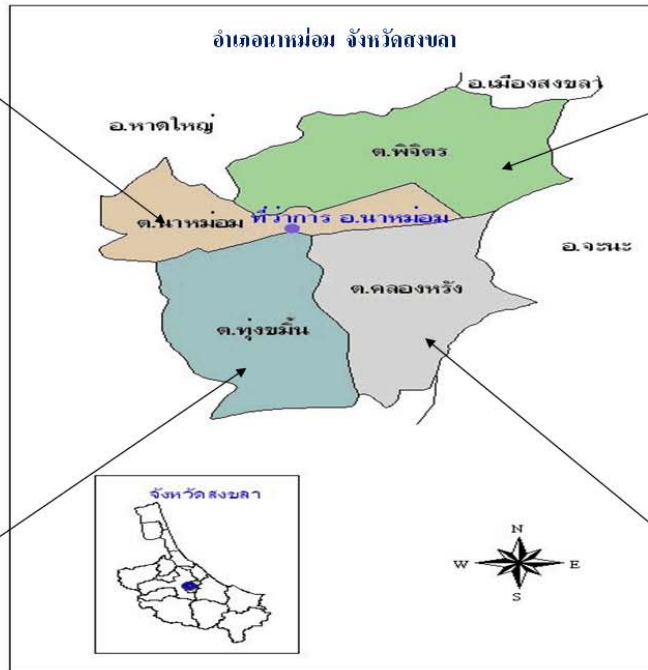 อำเภอนาหม่อม จังหวัดสงขลา
อ.เมืองสงขลา
อ.หาดใหญ่
ต.พิจิตร
ต.นาหม่อม
ที่ว่าการ อ.นาหม่อม
อ.จะนะ
ต.คลองหรัง
ต.ทุ่งขมิ้น
จังหวัดสงขลา
N
W
E
S